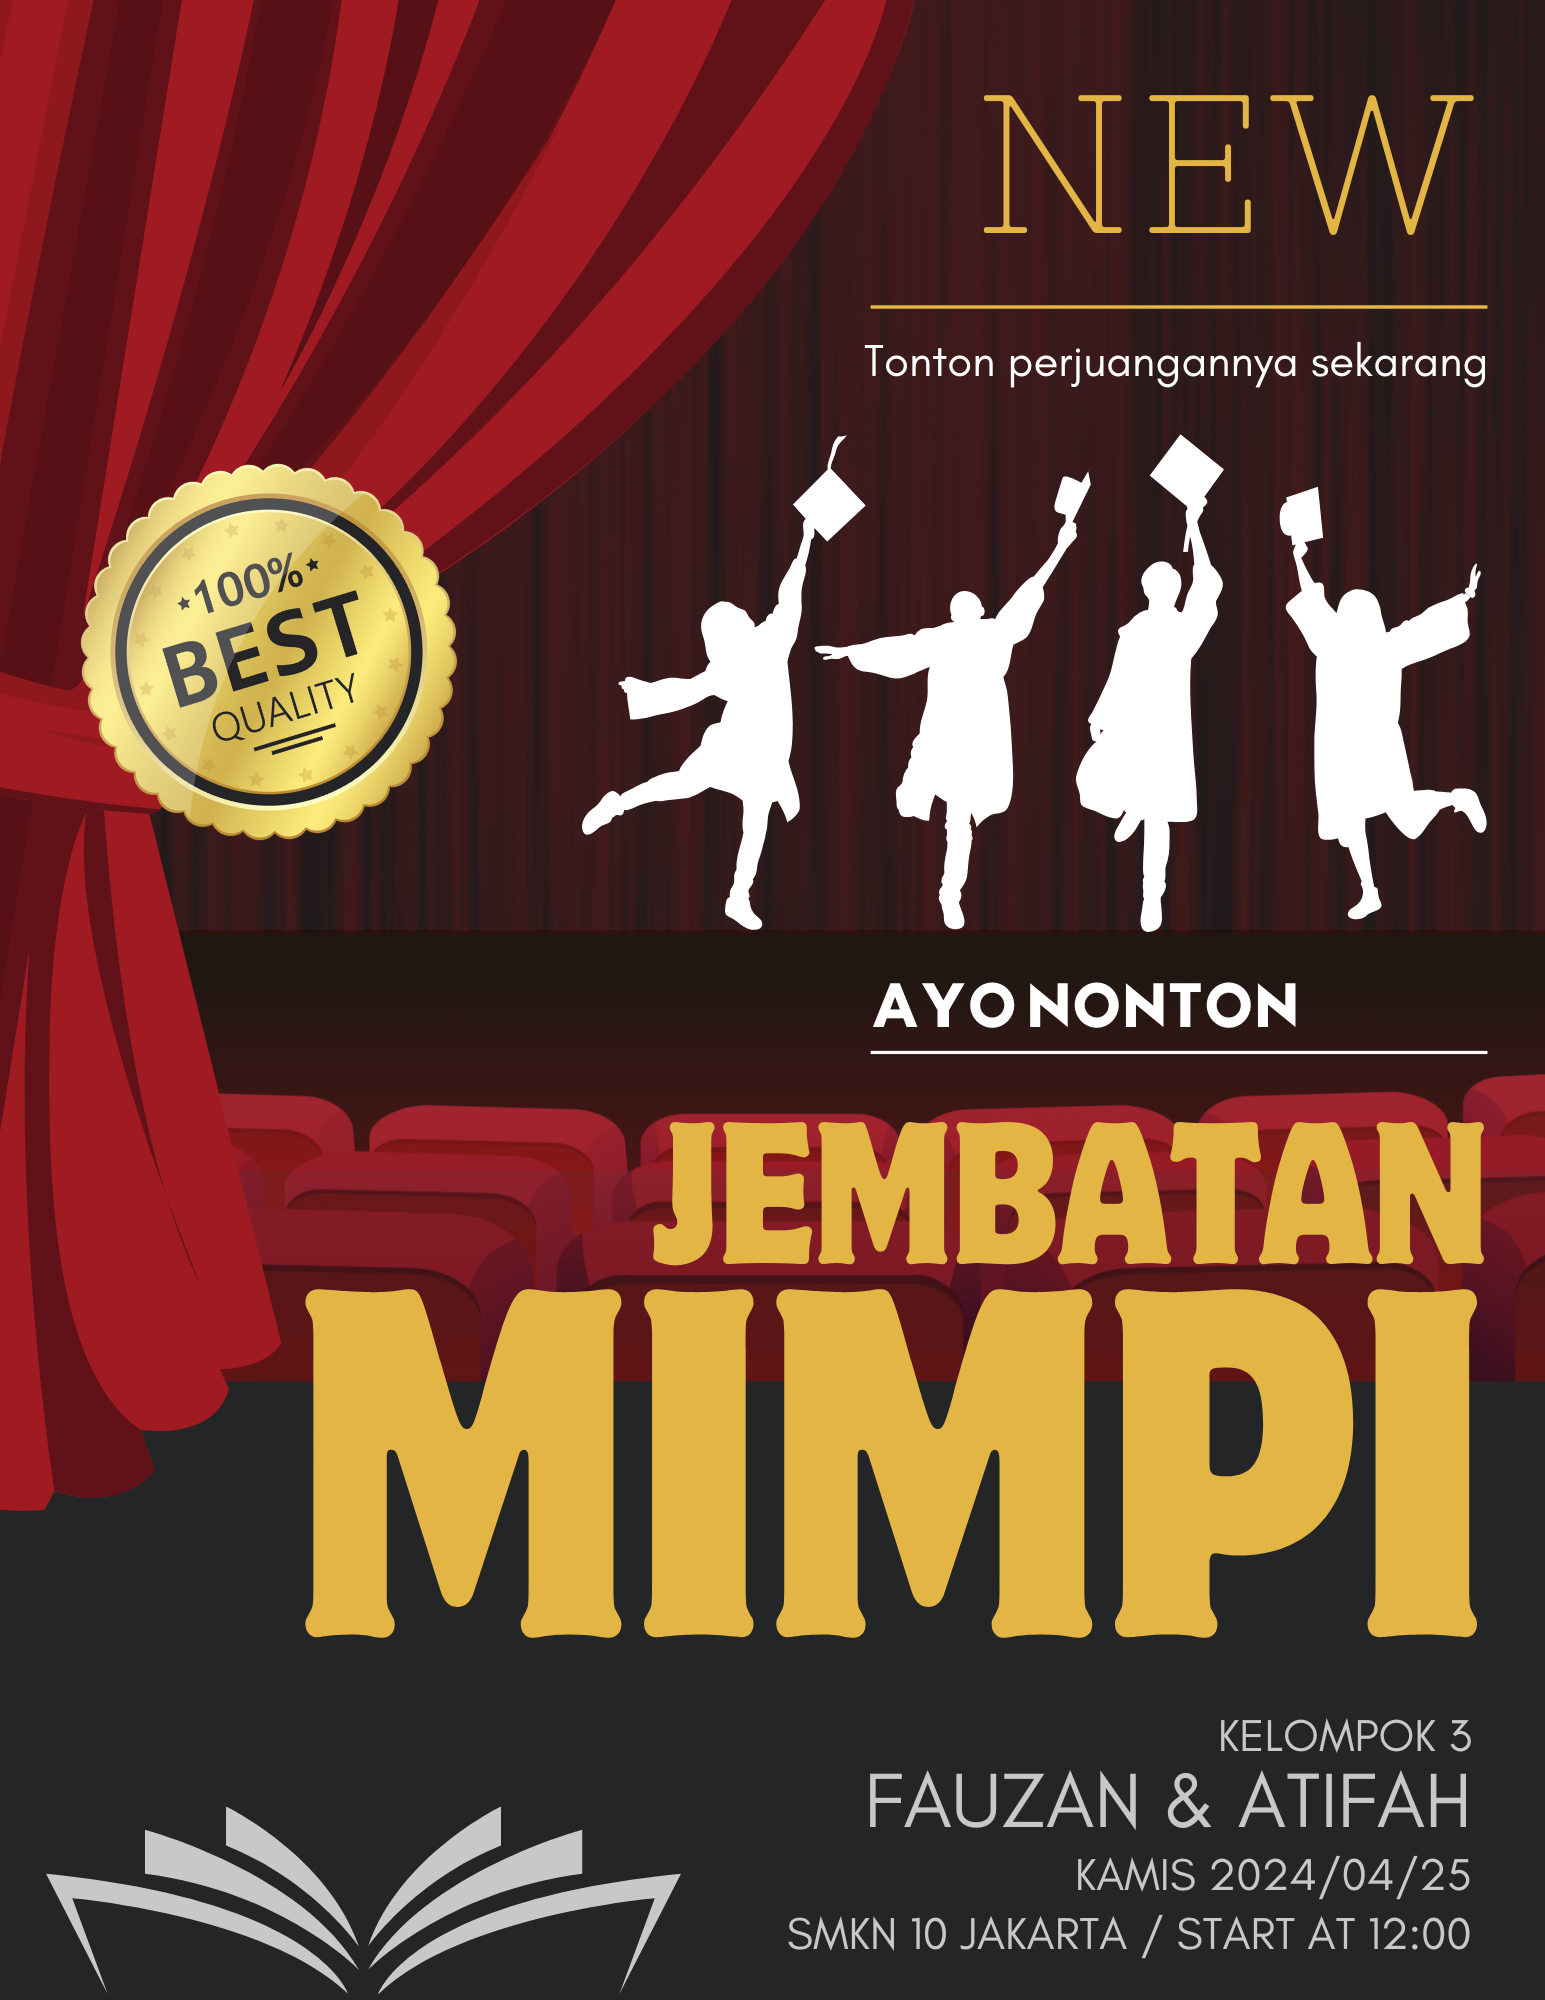 NEW
Tonton perjuangannya sekarang
100%
BEST
QUALITY
AYO NONTON
JEMBATAN
MIMPI
KELOMPOK 3
FAUZAN & ATIFAH
KAMIS 2024/04/25
SMKN 10 JAKARTA / START AT 12:00